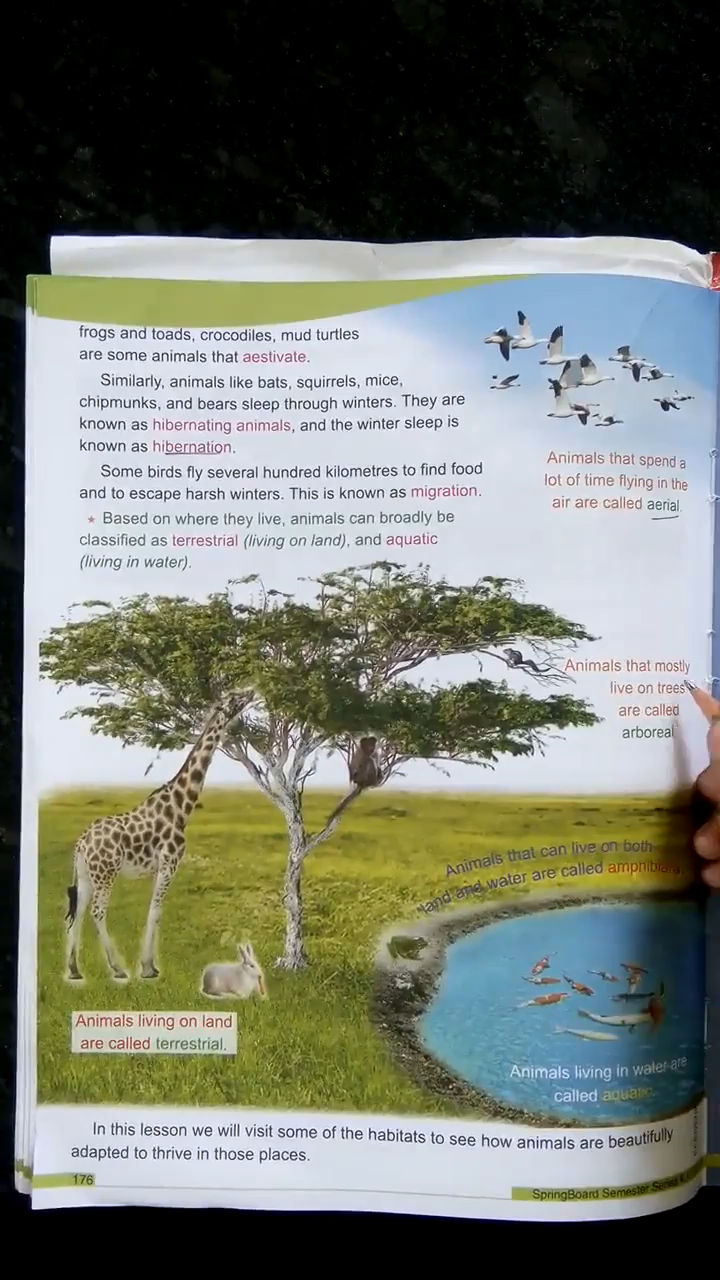 frogs and toads, crocodiles, mud turtles
are some animals that aestivate.
Similarly, animals like bats, squirrels, mice,
chipmunks, and bears sleep through winters. They are
known as hibernating animals, and the winter sleep is
known as hibernation.
Some birds fly several hundred kilometres to find food
and to escape harsh winters. This is known as migration.
★ Based on where they live, animals can broadly be
classified as terrestrial (living on land), and aquatic
(living in water).
Animals that spend a
lot of time flying in the
air are called aerial.
Animals that mostly
live on trees
are called
arboreal
Animals that can live on both
land and water are called amphibians.
Animals living on land
are called terrestrial.
Animals living in water are
called aquatic.
In this lesson we will visit some of the habitats to see how animals are beautifully
adapted to thrive in those places.
176
SpringBoard Semester Series